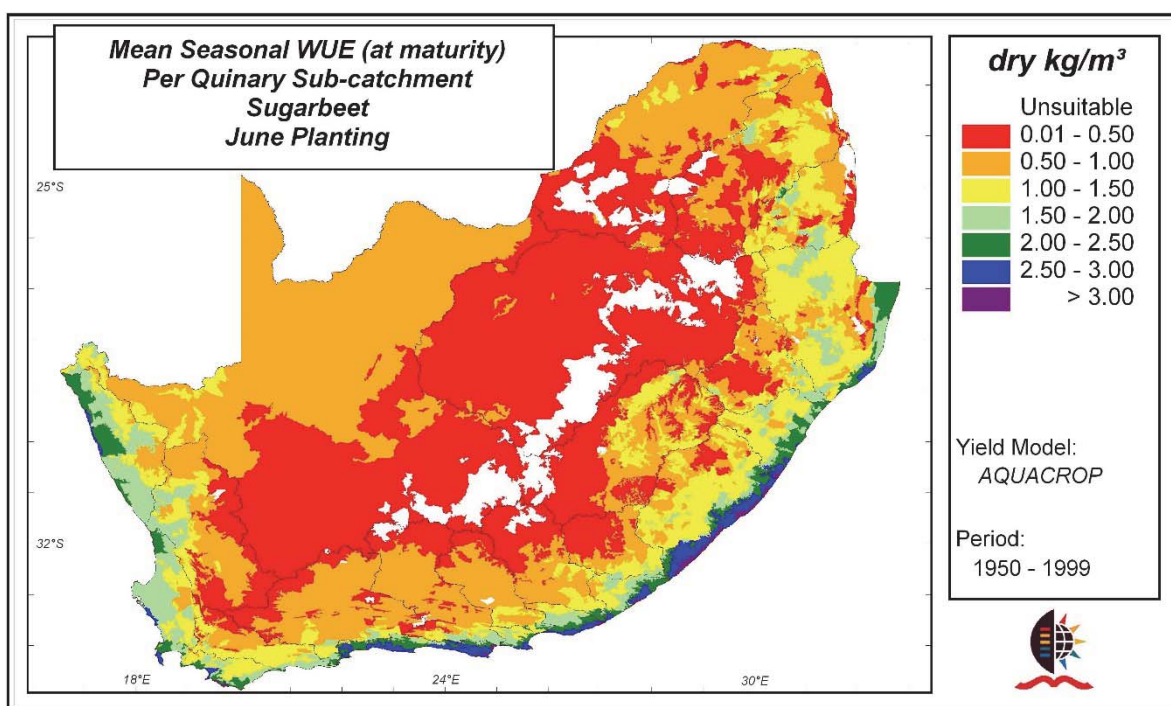 Mean Seasonal WUE (at maturity)
Per Quinary Sub-catchment
Sugarbeet
June Planting
dry kg/m³
Unsuitable
0.01 - 0.50
0.50 - 1.00
1.00 - 1.50
1.50 - 2.00
2.00 - 2.50
2.50 - 3.00
> 3.00
Yield Model:
AQUACROP
Period:
1950 - 1999
25°S
32°S
18°E
24°E
30°E